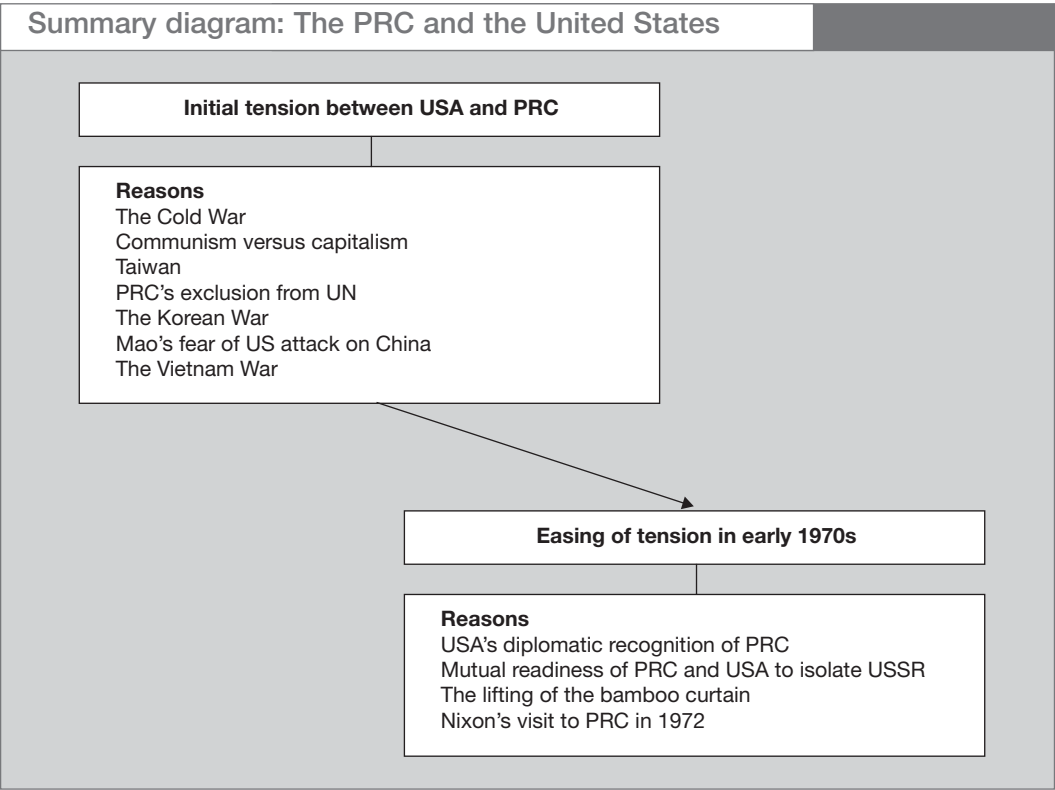 Summary diagram: The PRC and the United States
Initial tension between USA and PRC
Reasons
The Cold War
Communism versus capitalism
Taiwan
PRC’s exclusion from UN
The Korean War
Mao’s fear of US attack on China
The Vietnam War
Easing of tension in early 1970s
Reasons
USA’s diplomatic recognition of PRC
Mutual readiness of PRC and USA to isolate USSR
The lifting of the bamboo curtain
Nixon’s visit to PRC in 1972